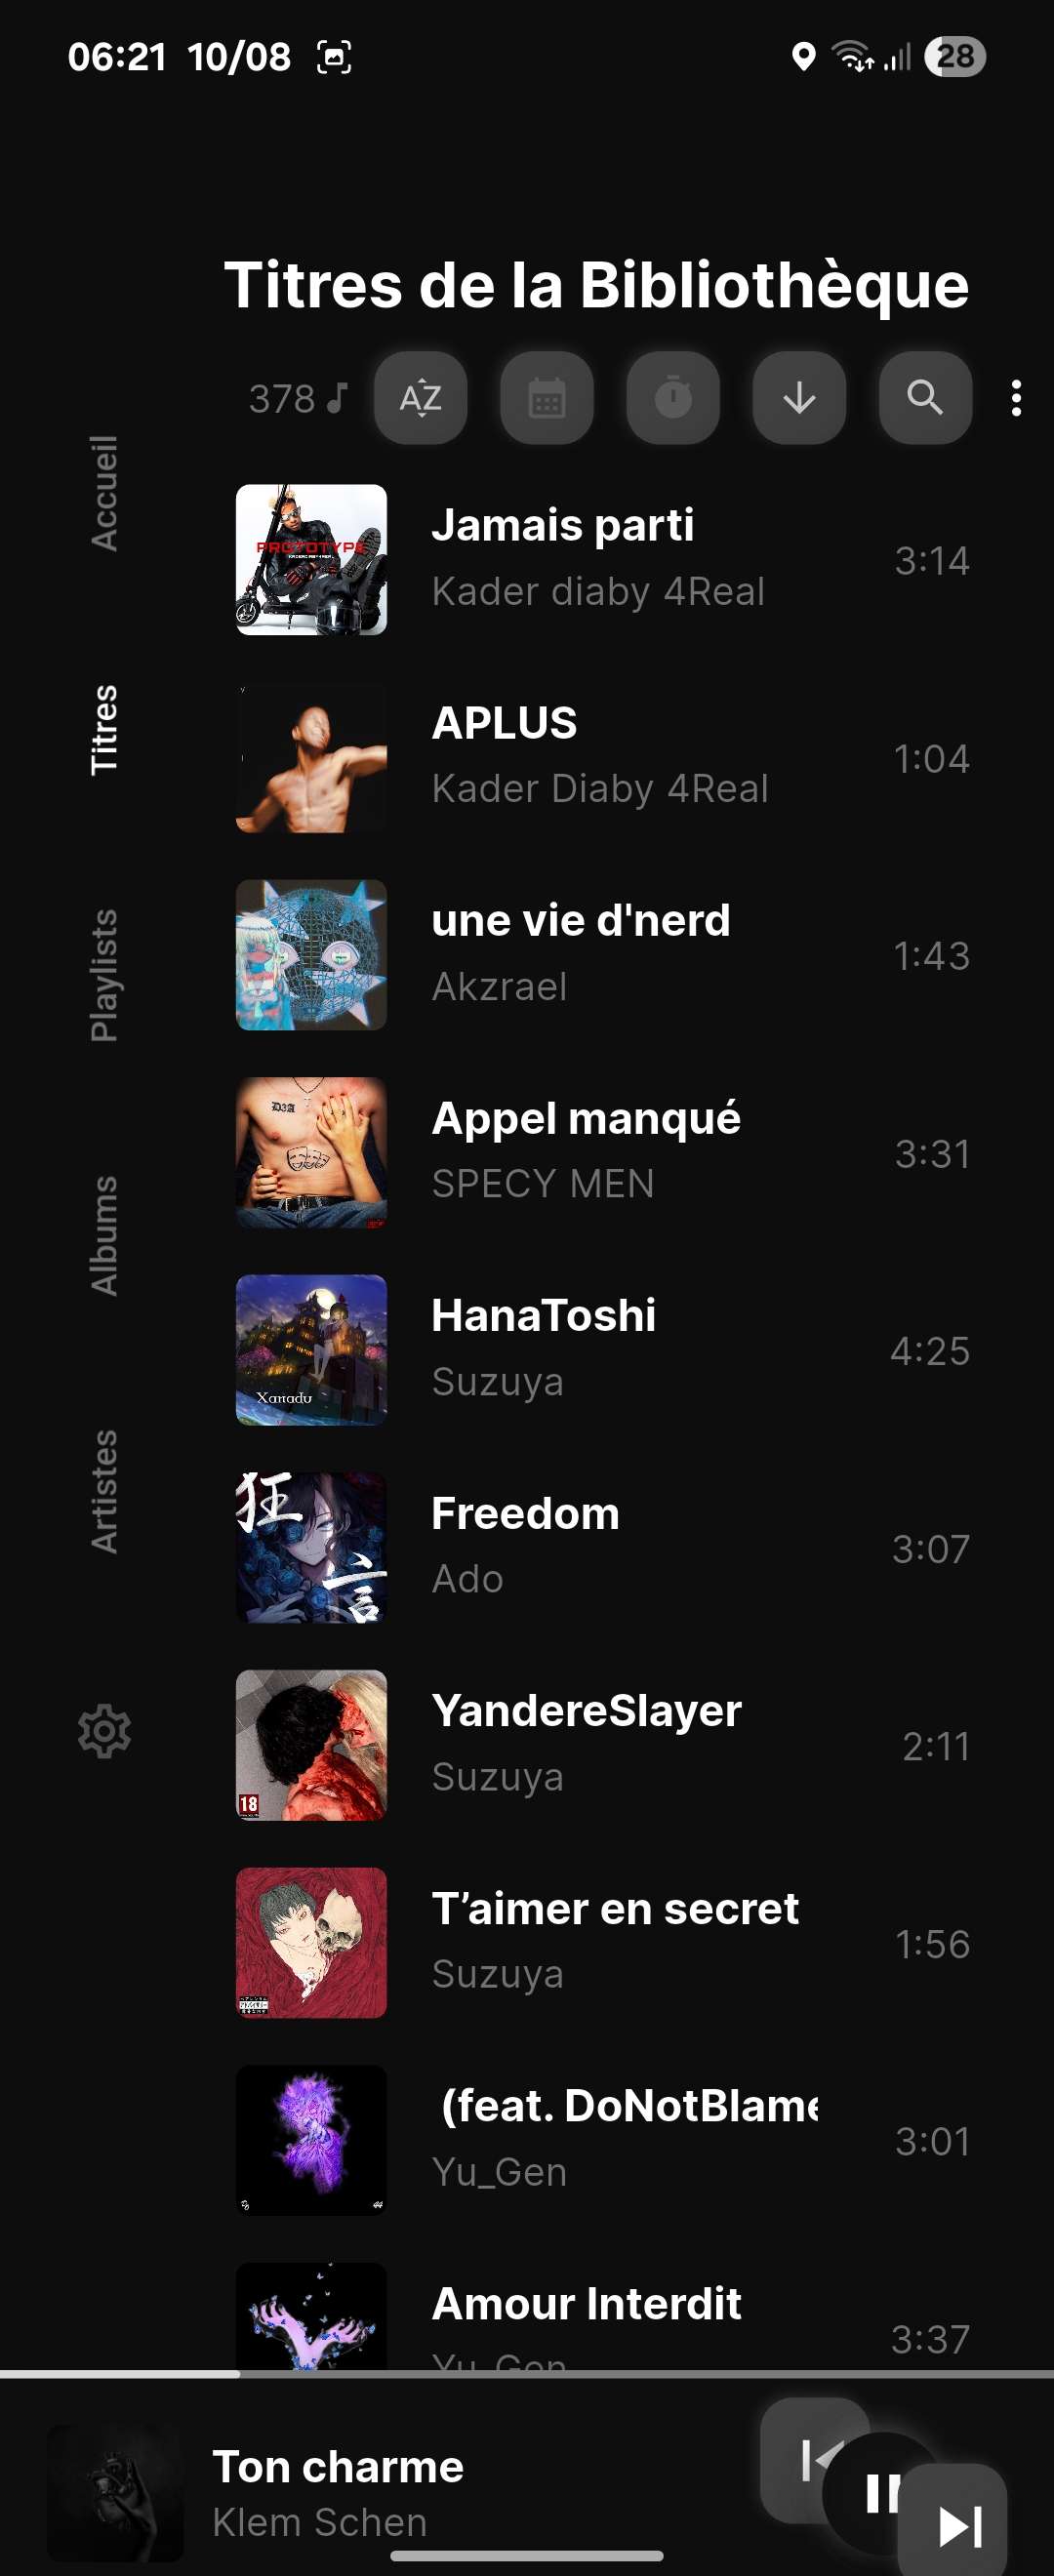 06:21 10/08
28
Titres de la Bibliothèque
378
AZ
Accueil
Titres
Playlists
Albums
Artistes
PROTOTYPE
Jamais parti
Kader diaby 4Real
3:14
APLUS
Kader Diaby 4Real
1:04
une vie d'nerd
Akzrael
1:43
D3A
Appel manqué
SPECY MEN
3:31
Xanadu
HanaToshi
Suzuya
4:25
狂
言
Freedom
Ado
3:07
18
YandereSlayer
Suzuya
2:11
T’aimer en secret
Suzuya
1:56
(feat. DoNotBlame
Yu_Gen
3:01
Amour Interdit
Yu_Gen
3:37
Ton charme
Klem Schen